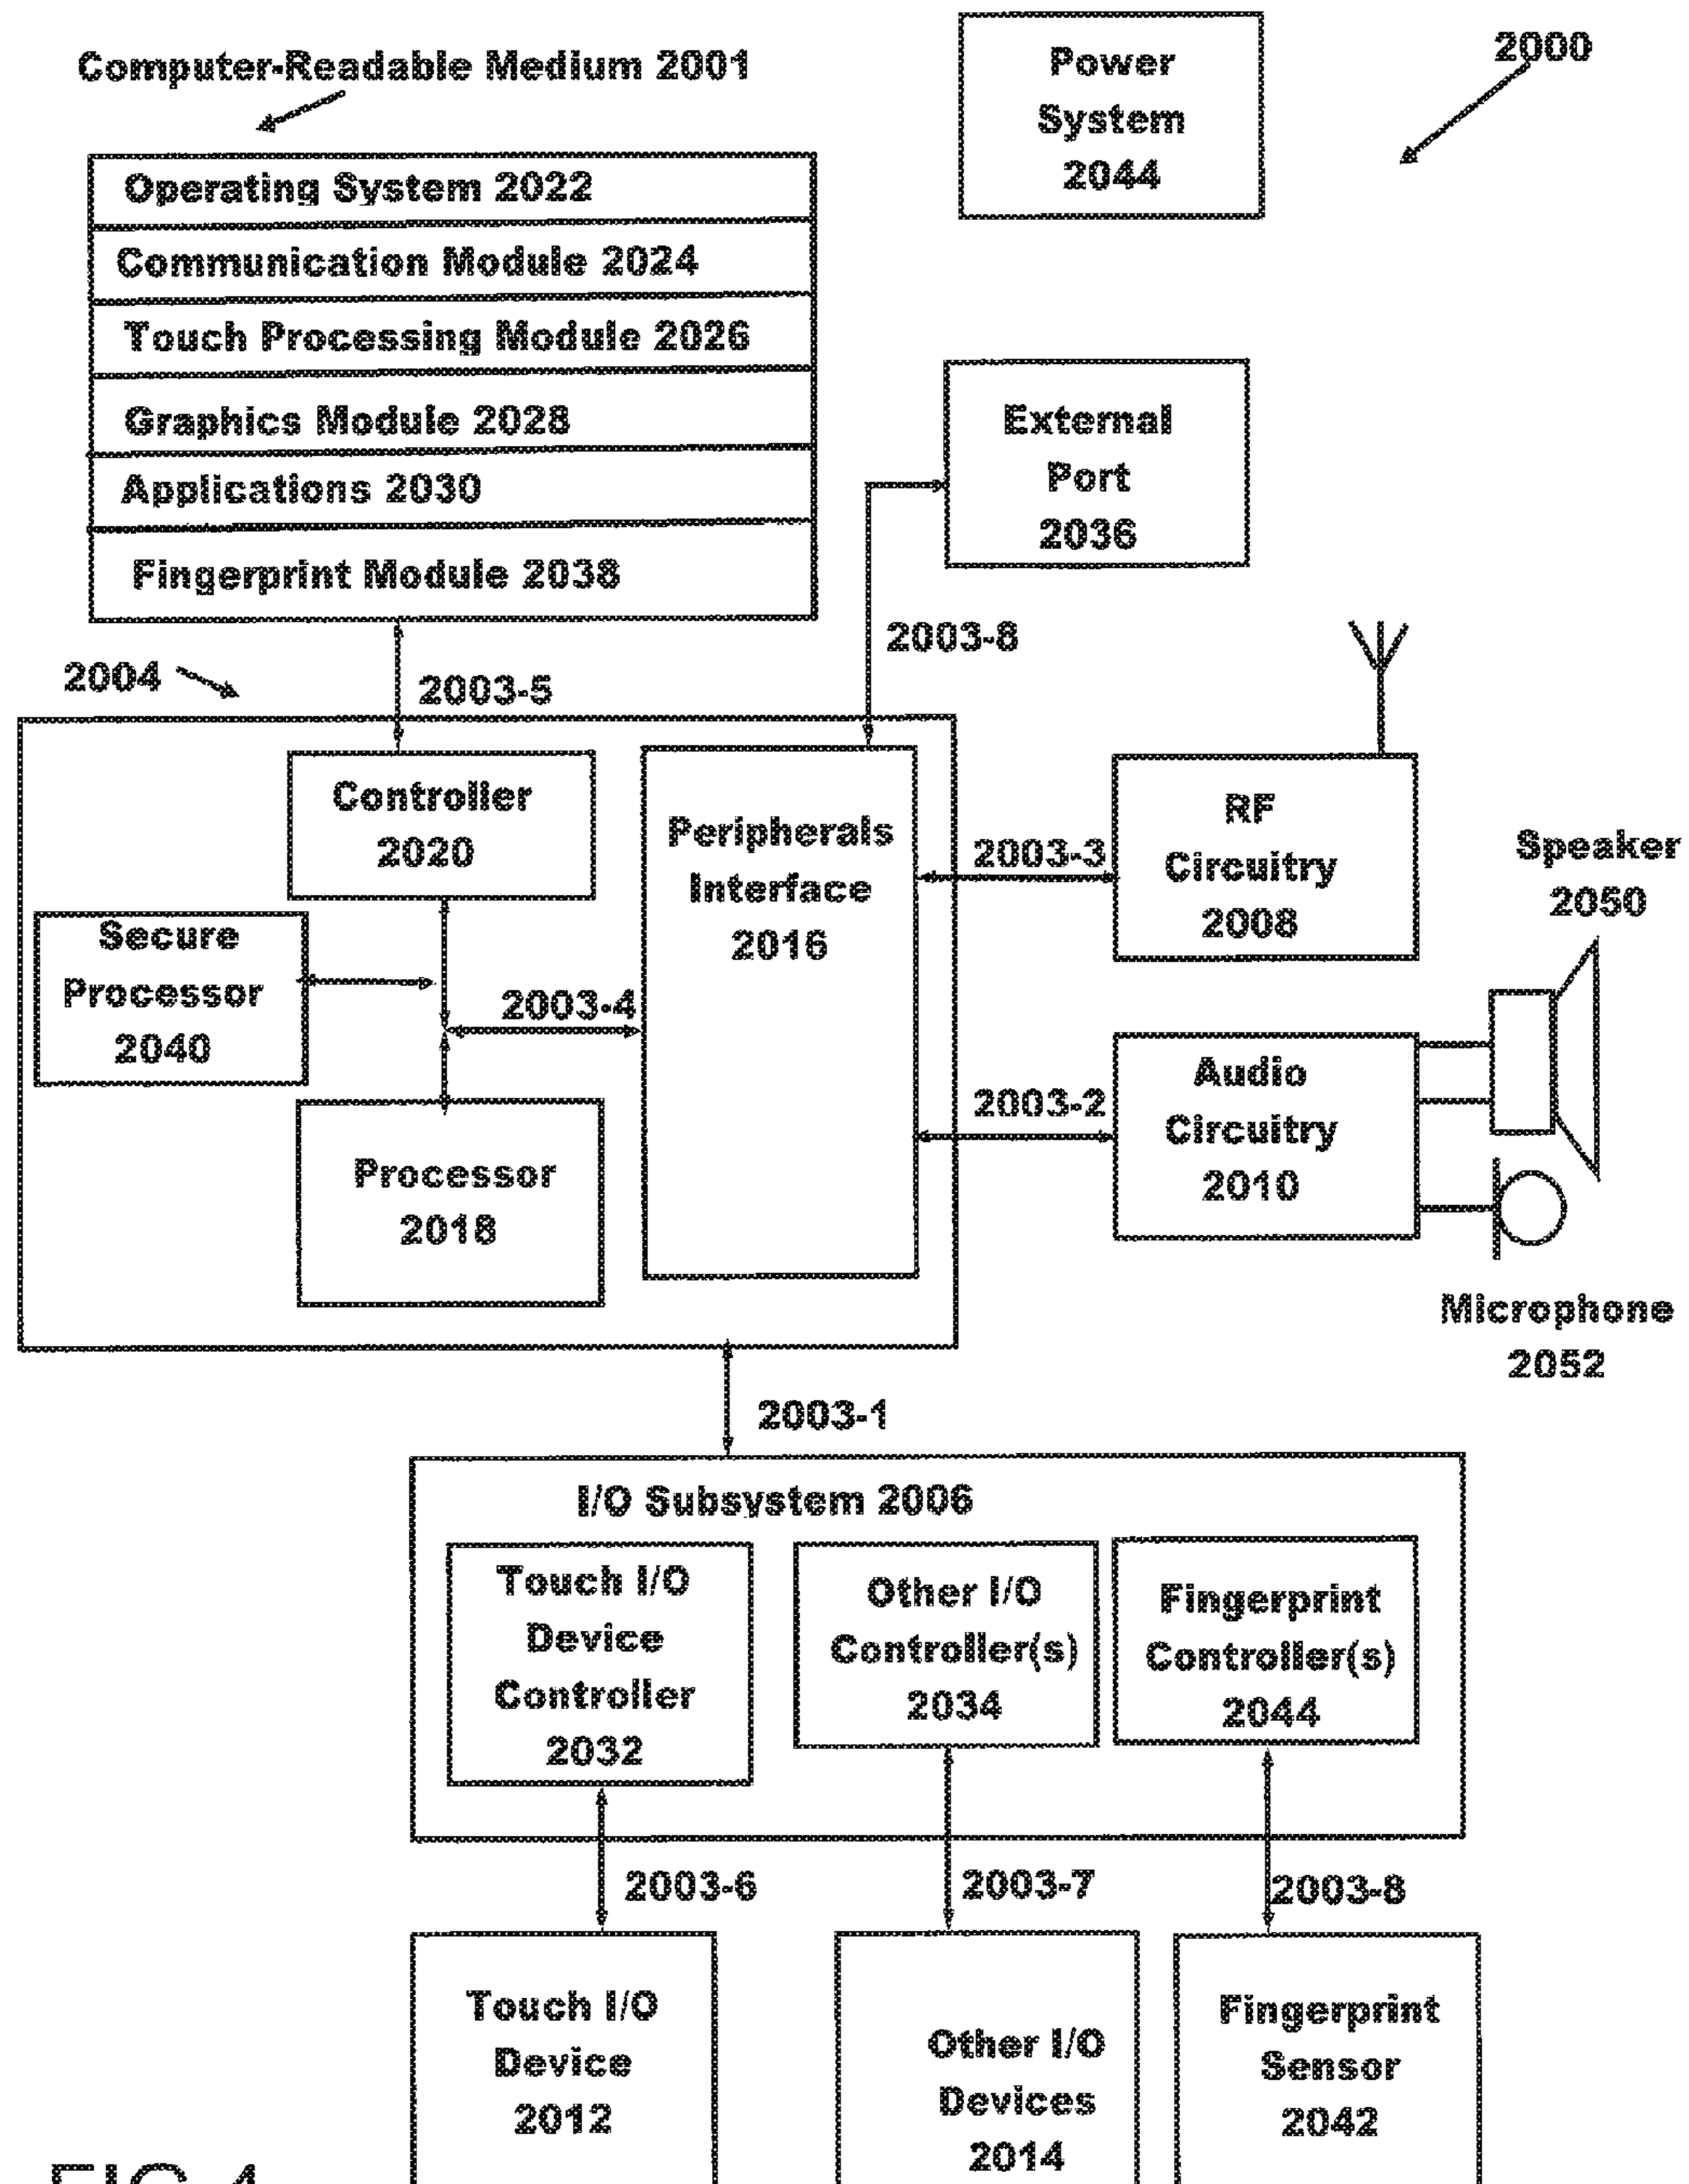 Computer-Readable Medium 2001
Power
System
2044
2000
Operating System 2022
Communication Module 2024
Touch Processing Module 2026
Graphics Module 2028
Applications 2030
Fingerprint Module 2038
External
Port
2036
2003-8
2004
2003-5
Controller
2020
Peripherals
Interface
2016
2003-3
RF
Circuitry
2008
Speaker
2050
Secure
Processor
2040
2003-4
Processor
2018
2003-2
Audio
Circuitry
2010
Microphone
2052
2003-1
I/O Subsystem 2006
Touch I/O
Device
Controller
2032
Other I/O
Controller(s)
2034
Fingerprint
Controller(s)
2044
2003-6
2003-7
2003-8
Touch I/O
Device
2012
Other I/O
Devices
2014
Fingerprint
Sensor
2042
FIG. 4